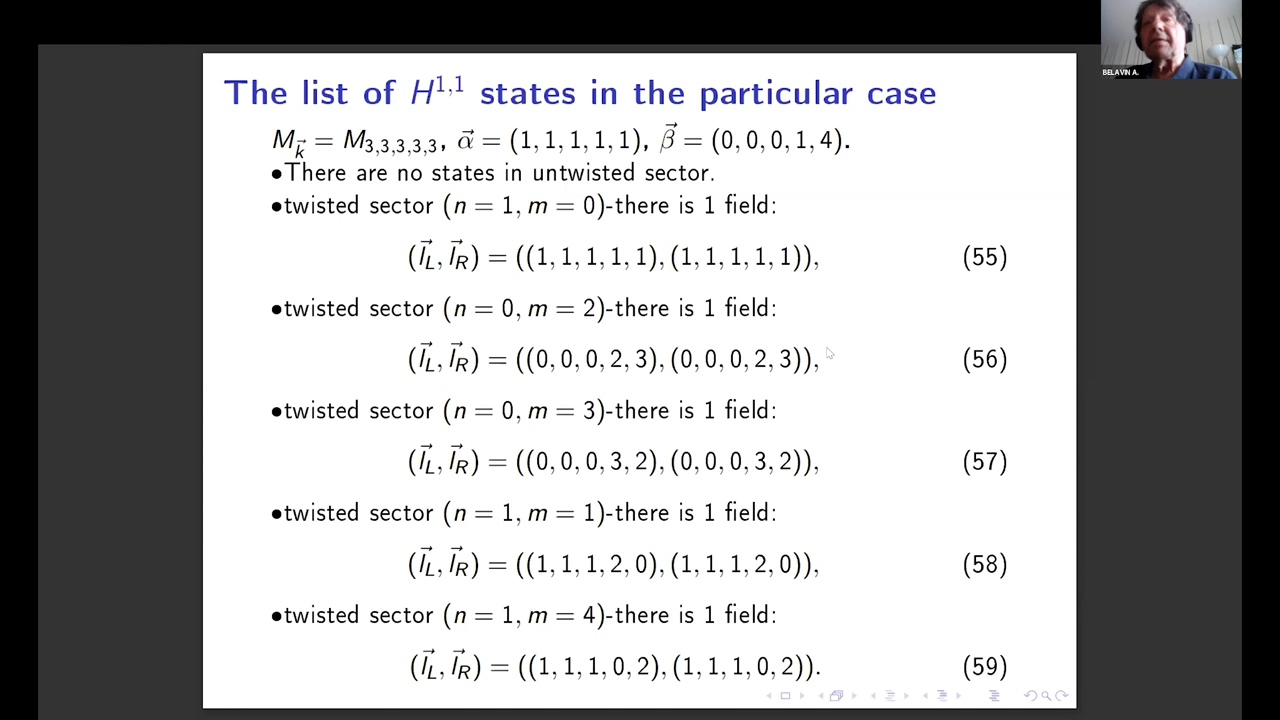 The list of H^{1,1} states in the particular case
M_{\vec{k}} = M_{3,3,3,3,3}, \vec{α} = (1, 1, 1, 1, 1), \vec{β} = (0, 0, 0, 1, 4).
•There are no states in untwisted sector.
•twisted sector (n = 1, m = 0)-there is 1 field:
(\vec{l}_L, \vec{l}_R) = ((1, 1, 1, 1, 1), (1, 1, 1, 1, 1)), (55)
•twisted sector (n = 0, m = 2)-there is 1 field:
(\vec{l}_L, \vec{l}_R) = ((0, 0, 0, 2, 3), (0, 0, 0, 2, 3)), (56)
•twisted sector (n = 0, m = 3)-there is 1 field:
(\vec{l}_L, \vec{l}_R) = ((0, 0, 0, 3, 2), (0, 0, 0, 3, 2)), (57)
•twisted sector (n = 1, m = 1)-there is 1 field:
(\vec{l}_L, \vec{l}_R) = ((1, 1, 1, 2, 0), (1, 1, 1, 2, 0)), (58)
•twisted sector (n = 1, m = 4)-there is 1 field:
(\vec{l}_L, \vec{l}_R) = ((1, 1, 1, 0, 2), (1, 1, 1, 0, 2)). (59)
BELAVIN A.